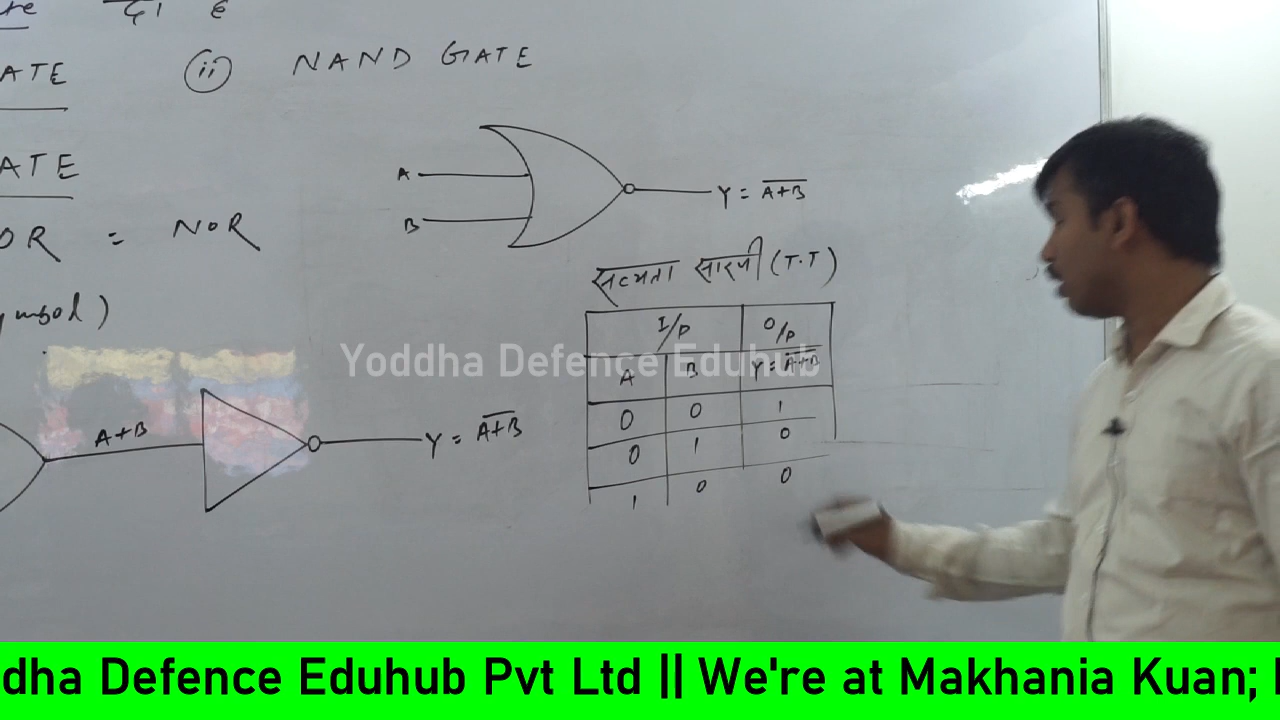 ATE
(ii) NAND GATE
ATE
OR = NOR
ymbol)
A
B
Y = A̅+̅B̅
सत्यता सारणी (T.T)
I/P O/P
A B Y = A̅+̅B̅
0 0 1
0 1 0
1 0 0
A+B
Y = A̅+̅B̅
Yoddha Defence Eduhub
dha Defence Eduhub Pvt Ltd || We're at Makhania Kuan;